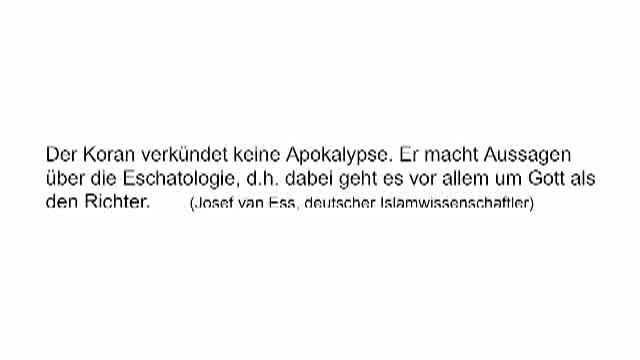 Der Koran verkündet keine Apokalypse. Er macht Aussagen
über die Eschatologie, d.h. dabei geht es vor allem um Gott als
den Richter. (Josef van Ess, deutscher Islamwissenschaftler)